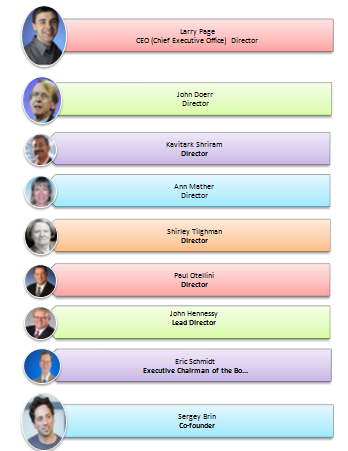 Larry Page
CEO (Chief Executive Office) Director
John Doerr
Director
Kavitark Shriram
Director
Ann Mather
Director
Shirley Tilghman
Director
Paul Otellini
Director
John Hennessy
Lead Director
Eric Schmidt
Executive Chairman of the Bo...
Sergey Brin
Co-founder